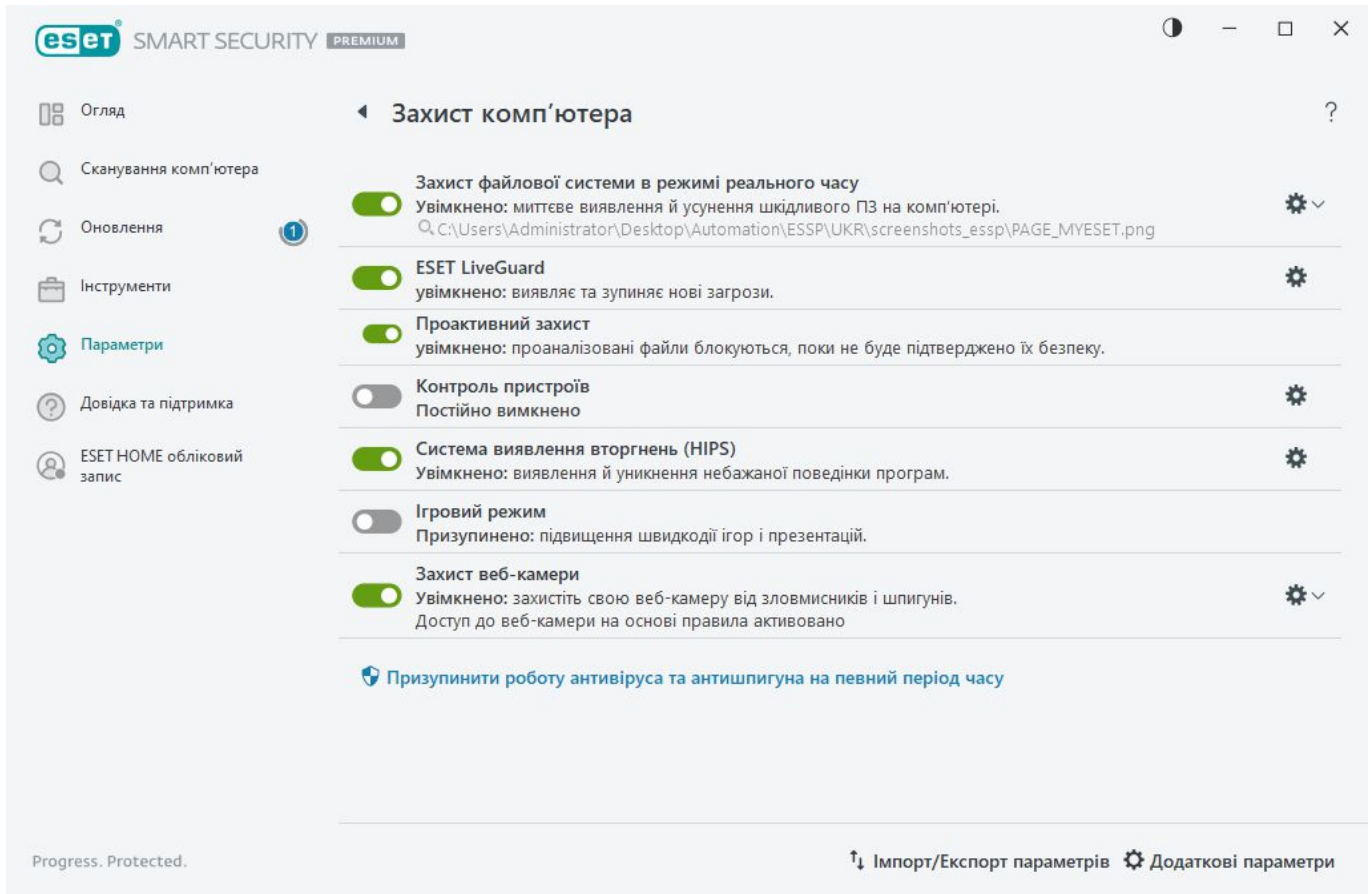 eset SMART SECURITY PREMIUM
Огляд
Сканування комп'ютера
Оновлення 1
Інструменти
Параметри
Довідка та підтримка
ESET HOME обліковий
запис
Захист комп'ютера
?
Захист файлової системи в режимі реального часу
Увімкнено: миттєве виявлення й усунення шкідливого ПЗ на комп'ютері.
C:\Users\Administrator\Desktop\Automation\ESSP\UKR\screenshots_essp\PAGE_MYESET.png
ESET LiveGuard
увімкнено: виявляє та зупиняє нові загрози.
Проактивний захист
увімкнено: проаналізовані файли блокуються, поки не буде підтверджено їх безпеку.
Контроль пристроїв
Постійно вимкнено
Система виявлення вторгнень (HIPS)
Увімкнено: виявлення й уникнення небажаної поведінки програм.
Ігровий режим
Призупинено: підвищення швидкодії ігор і презентацій.
Захист веб-камери
Увімкнено: захистіть свою веб-камеру від зловмисників і шпигунів.
Доступ до веб-камери на основі правила активовано
Призупинити роботу антивіруса та антишпигуна на певний період часу
Progress. Protected.
Імпорт/Експорт параметрів Додаткові параметри